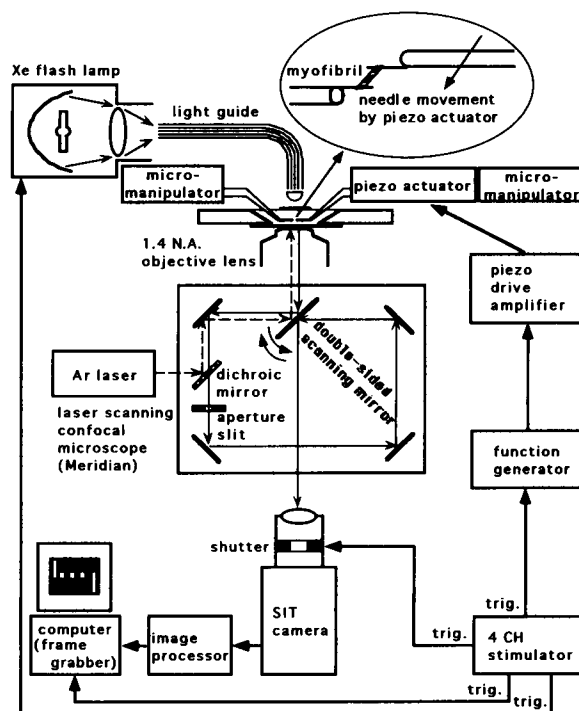 Xe flash lamp
light guide
myofibril
needle movement
by piezo actuator
micro-
manipulator
piezo actuator
micro-
manipulator
1.4 N.A.
objective lens
piezo
drive
amplifier
double-sided
scanning mirror
Ar laser
dichroic
mirror
aperture
slit
laser scanning
confocal
microscope
(Meridian)
function
generator
shutter
SIT
camera
trig.
trig.
computer
(frame
grabber)
image
processor
4 CH
stimulator
trig.
trig.